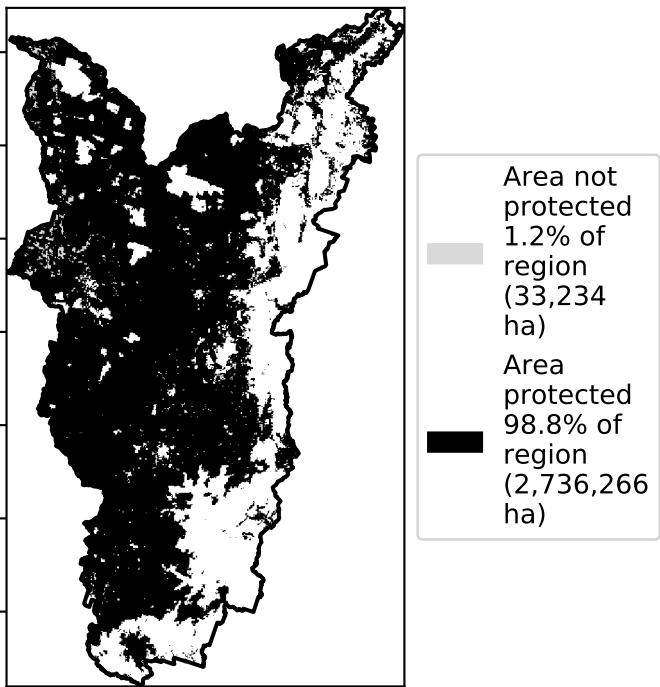 Area not
protected
1.2% of
region
(33,234
ha)
Area
protected
98.8% of
region
(2,736,266
ha)